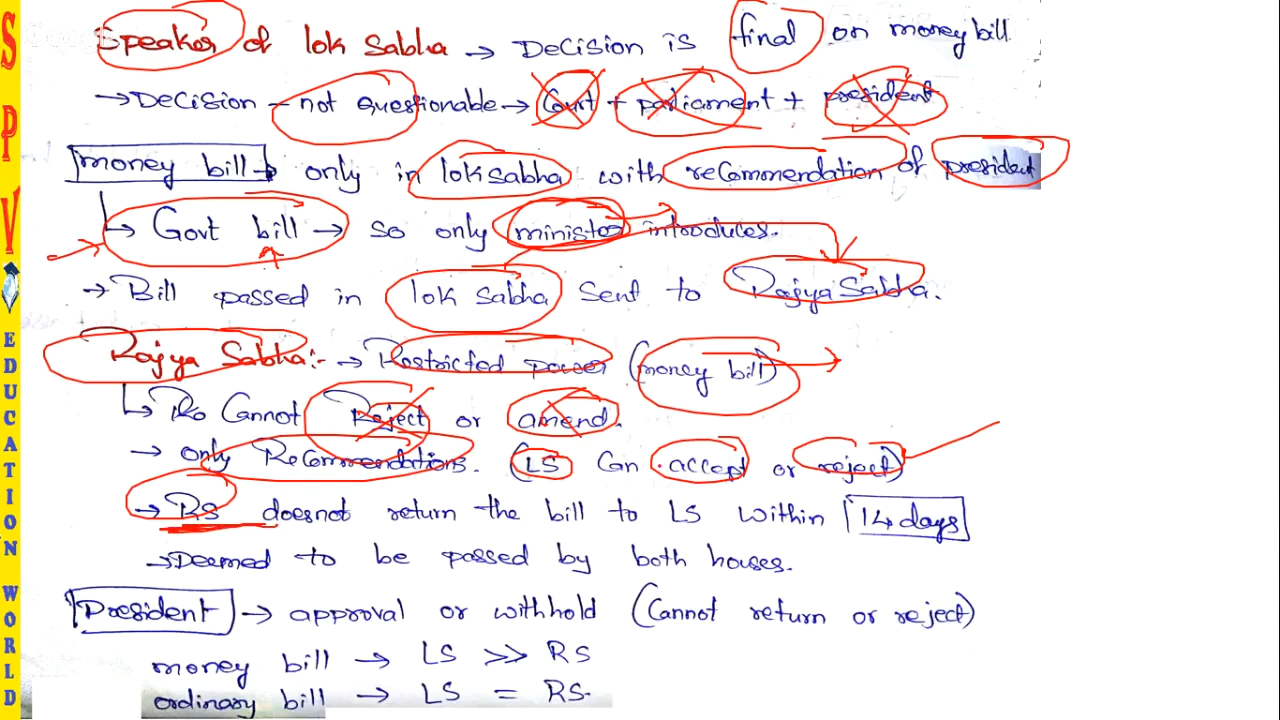 S P V EDUCATION WORLD
Speaker of lok Sabha → Decision is final on money bill
→ Decision - not Questionable → Court + parliament + president
money bill → only in lok sabha with recommendation of president
↳ Govt bill → so only minister introduces.
→ Bill passed in lok sabha sent to Rajya Sabha.
Rajya Sabha:- → Restricted power (money bill)
↳ Cannot Reject or amend.
→ only Recommendations. (LS Can accept or reject)
→ RS doesnot return the bill to LS within 14 days
→ Deemed to be passed by both houses.
President → approval or withhold (Cannot return or reject)
money bill → LS >> RS
ordinary bill → LS = RS.